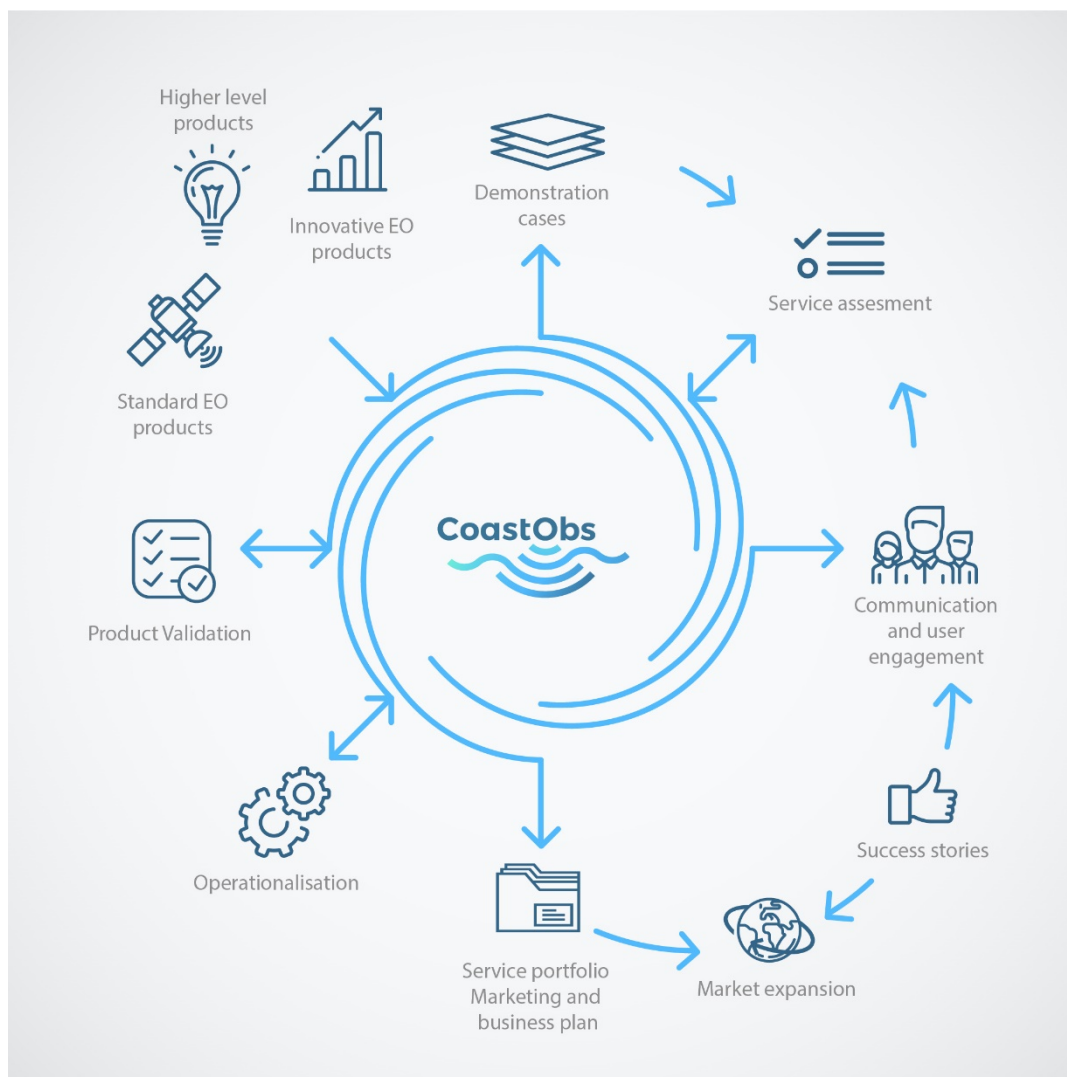 Higher level
products
Innovative EO
products
Demonstration
cases
Service assesment
Standard EO
products
CoastObs
Product Validation
Communication
and user
engagement
Success stories
Operationalisation
Service portfolio
Marketing and
business plan
Market expansion